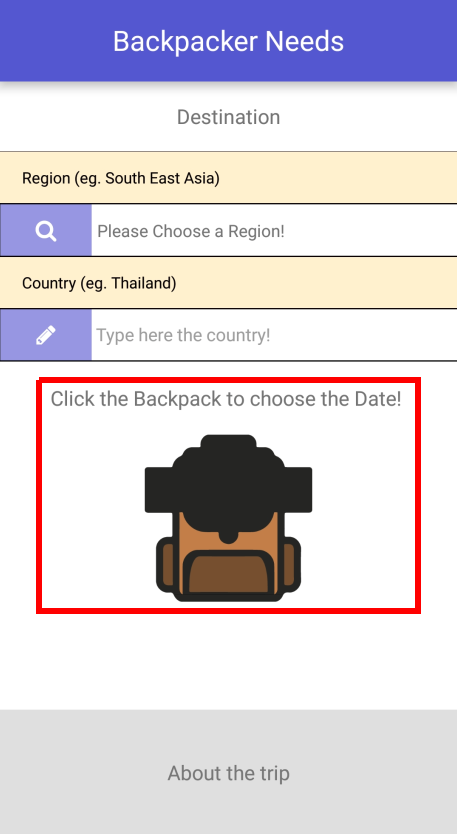 Backpacker Needs
Destination
Region (eg. South East Asia)
Please Choose a Region!
Country (eg. Thailand)
Type here the country!
Click the Backpack to choose the Date!
About the trip